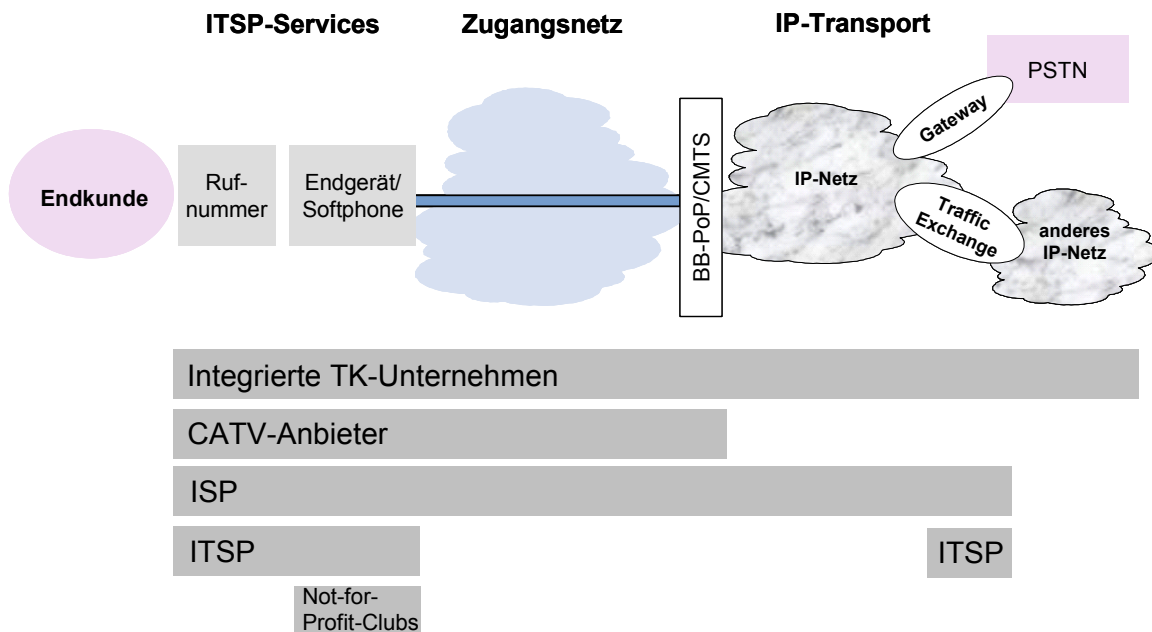 ITSP-Services
Zugangsnetz
IP-Transport
PSTN
Gateway
Endkunde
Ruf-
nummer
Endgerät/
Softphone
BB-PoP/CMTS
IP-Netz
Traffic
Exchange
anderes
IP-Netz
Integrierte TK-Unternehmen
CATV-Anbieter
ISP
ITSP
ITSP
Not-for-
Profit-Clubs